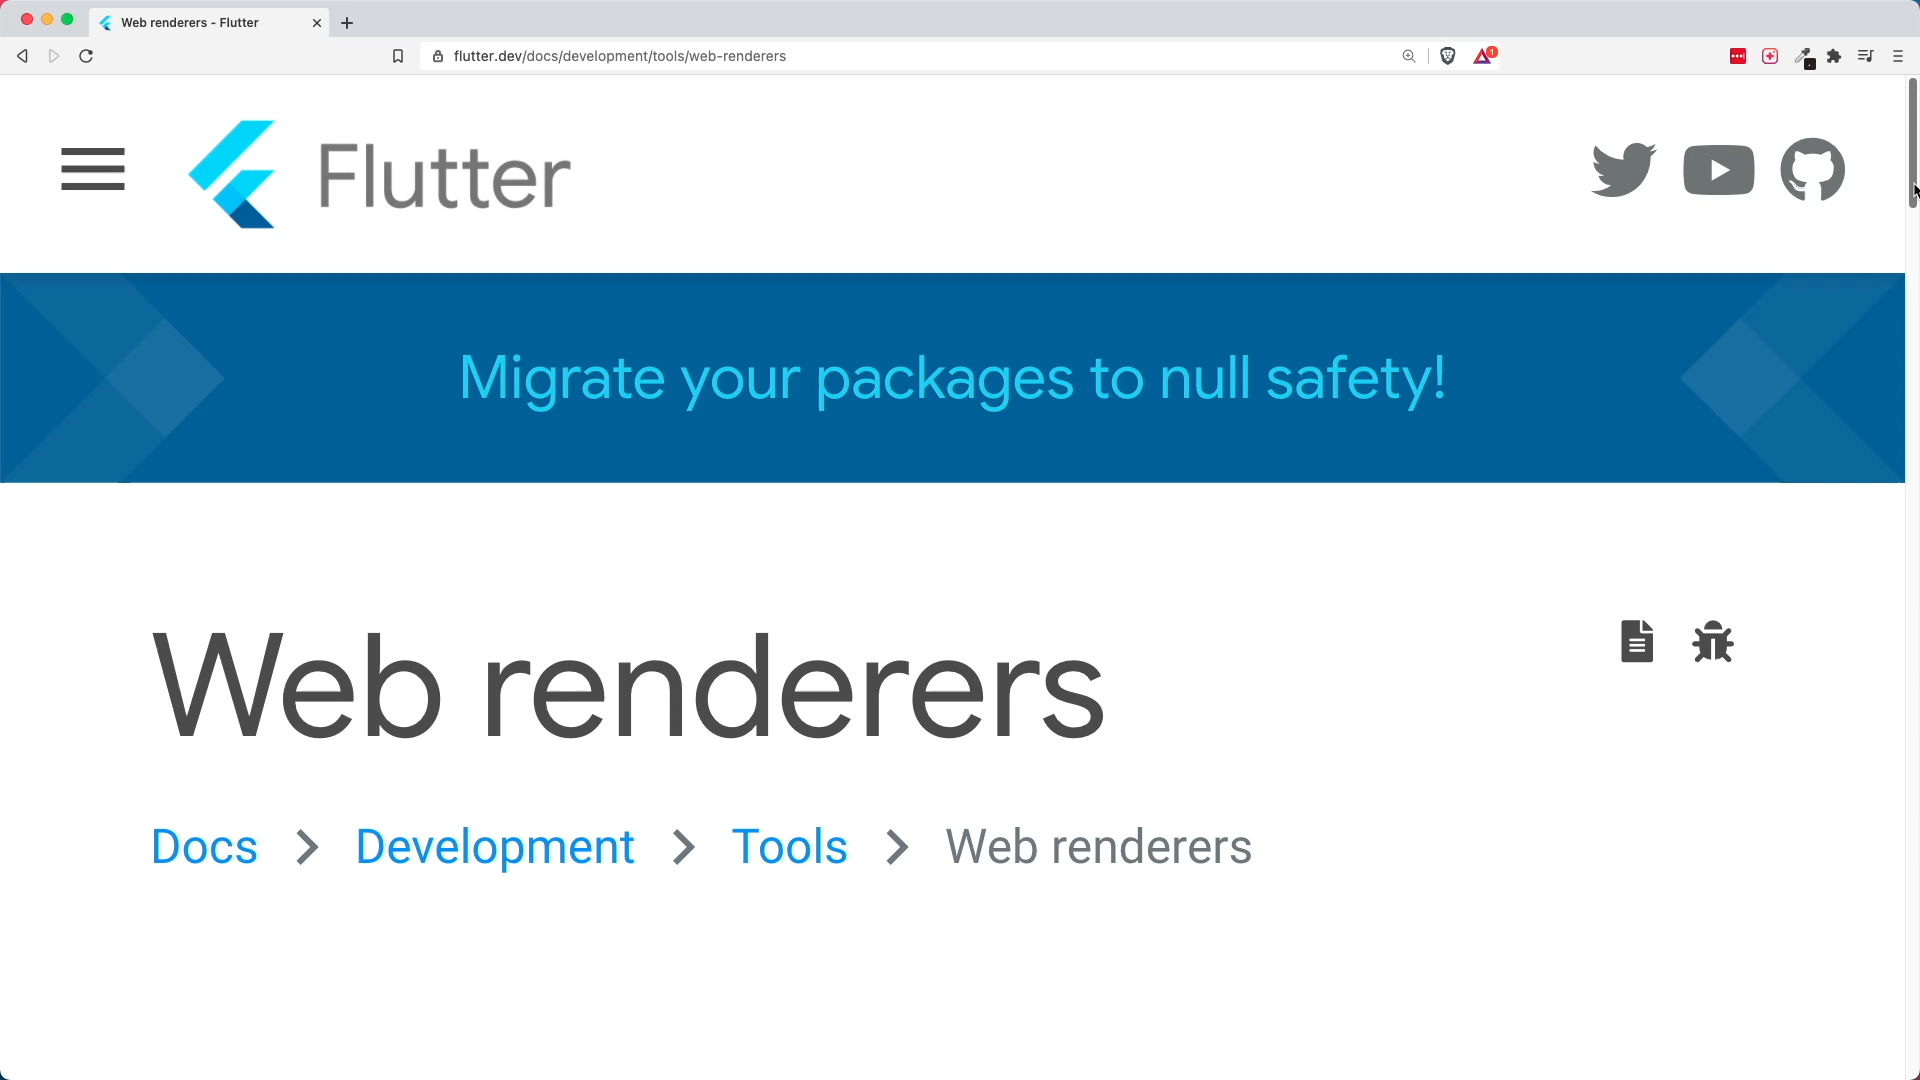 Web renderers - Flutter
flutter.dev/docs/development/tools/web-renderers
1
Flutter
Migrate your packages to null safety!
Web renderers
Docs > Development > Tools > Web renderers